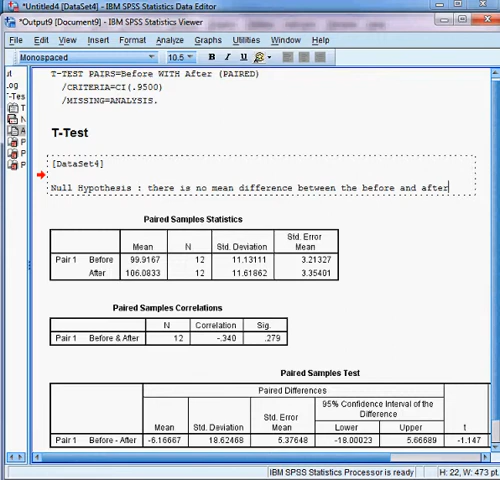 *Untitled4 [DataSet4] - IBM SPSS Statistics Data Editor
*Output9 [Document9] - IBM SPSS Statistics Viewer
File Edit View Insert Format Analyze Graphs Utilities Window Help
Monospaced 10.5 B I U
T-TEST PAIRS=Before WITH After (PAIRED)
/CRITERIA=CI(.9500)
/MISSING=ANALYSIS.
T-Test
[DataSet4]
Null Hypothesis : there is no mean difference between the before and after
Paired Samples Statistics
Mean N Std. Deviation Std. Error Mean
Pair 1 Before 99.9167 12 11.13111 3.21327
After 106.0833 12 11.61862 3.35401
Paired Samples Correlations
N Correlation Sig.
Pair 1 Before & After 12 -.340 .279
Paired Samples Test
Paired Differences
95% Confidence Interval of the Difference
Mean Std. Deviation Std. Error Mean Lower Upper t
Pair 1 Before - After -6.16667 18.62468 5.37648 -18.00023 5.66689 -1.147
IBM SPSS Statistics Processor is ready H: 22, W: 473 pt.